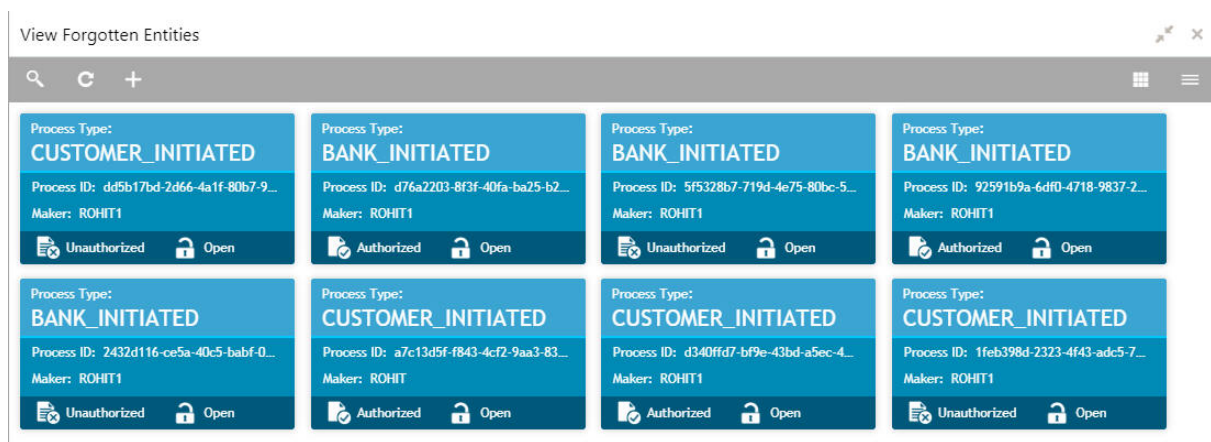 View Forgotten Entities
Process Type:
CUSTOMER_INITIATED
Process ID: dd5b17bd-2d66-4a1f-80b7-9...
Maker: ROHIT1
Unauthorized Open
Process Type:
BANK_INITIATED
Process ID: d76a2203-8f3f-40fa-ba25-b2...
Maker: ROHIT1
Authorized Open
Process Type:
BANK_INITIATED
Process ID: 5f5328b7-719d-4e75-80bc-5...
Maker: ROHIT1
Unauthorized Open
Process Type:
BANK_INITIATED
Process ID: 92591b9a-6df0-4718-9837-2...
Maker: ROHIT1
Authorized Open
Process Type:
BANK_INITIATED
Process ID: 2432d116-ce5a-40c5-babf-0...
Maker: ROHIT1
Unauthorized Open
Process Type:
CUSTOMER_INITIATED
Process ID: a7c13d5f-f843-4cf2-9aa3-83...
Maker: ROHIT
Authorized Open
Process Type:
CUSTOMER_INITIATED
Process ID: d340ffd7-bf9e-43bd-a5ec-4...
Maker: ROHIT1
Authorized Open
Process Type:
CUSTOMER_INITIATED
Process ID: 1feb398d-2323-4f43-adc5-7...
Maker: ROHIT1
Unauthorized Open